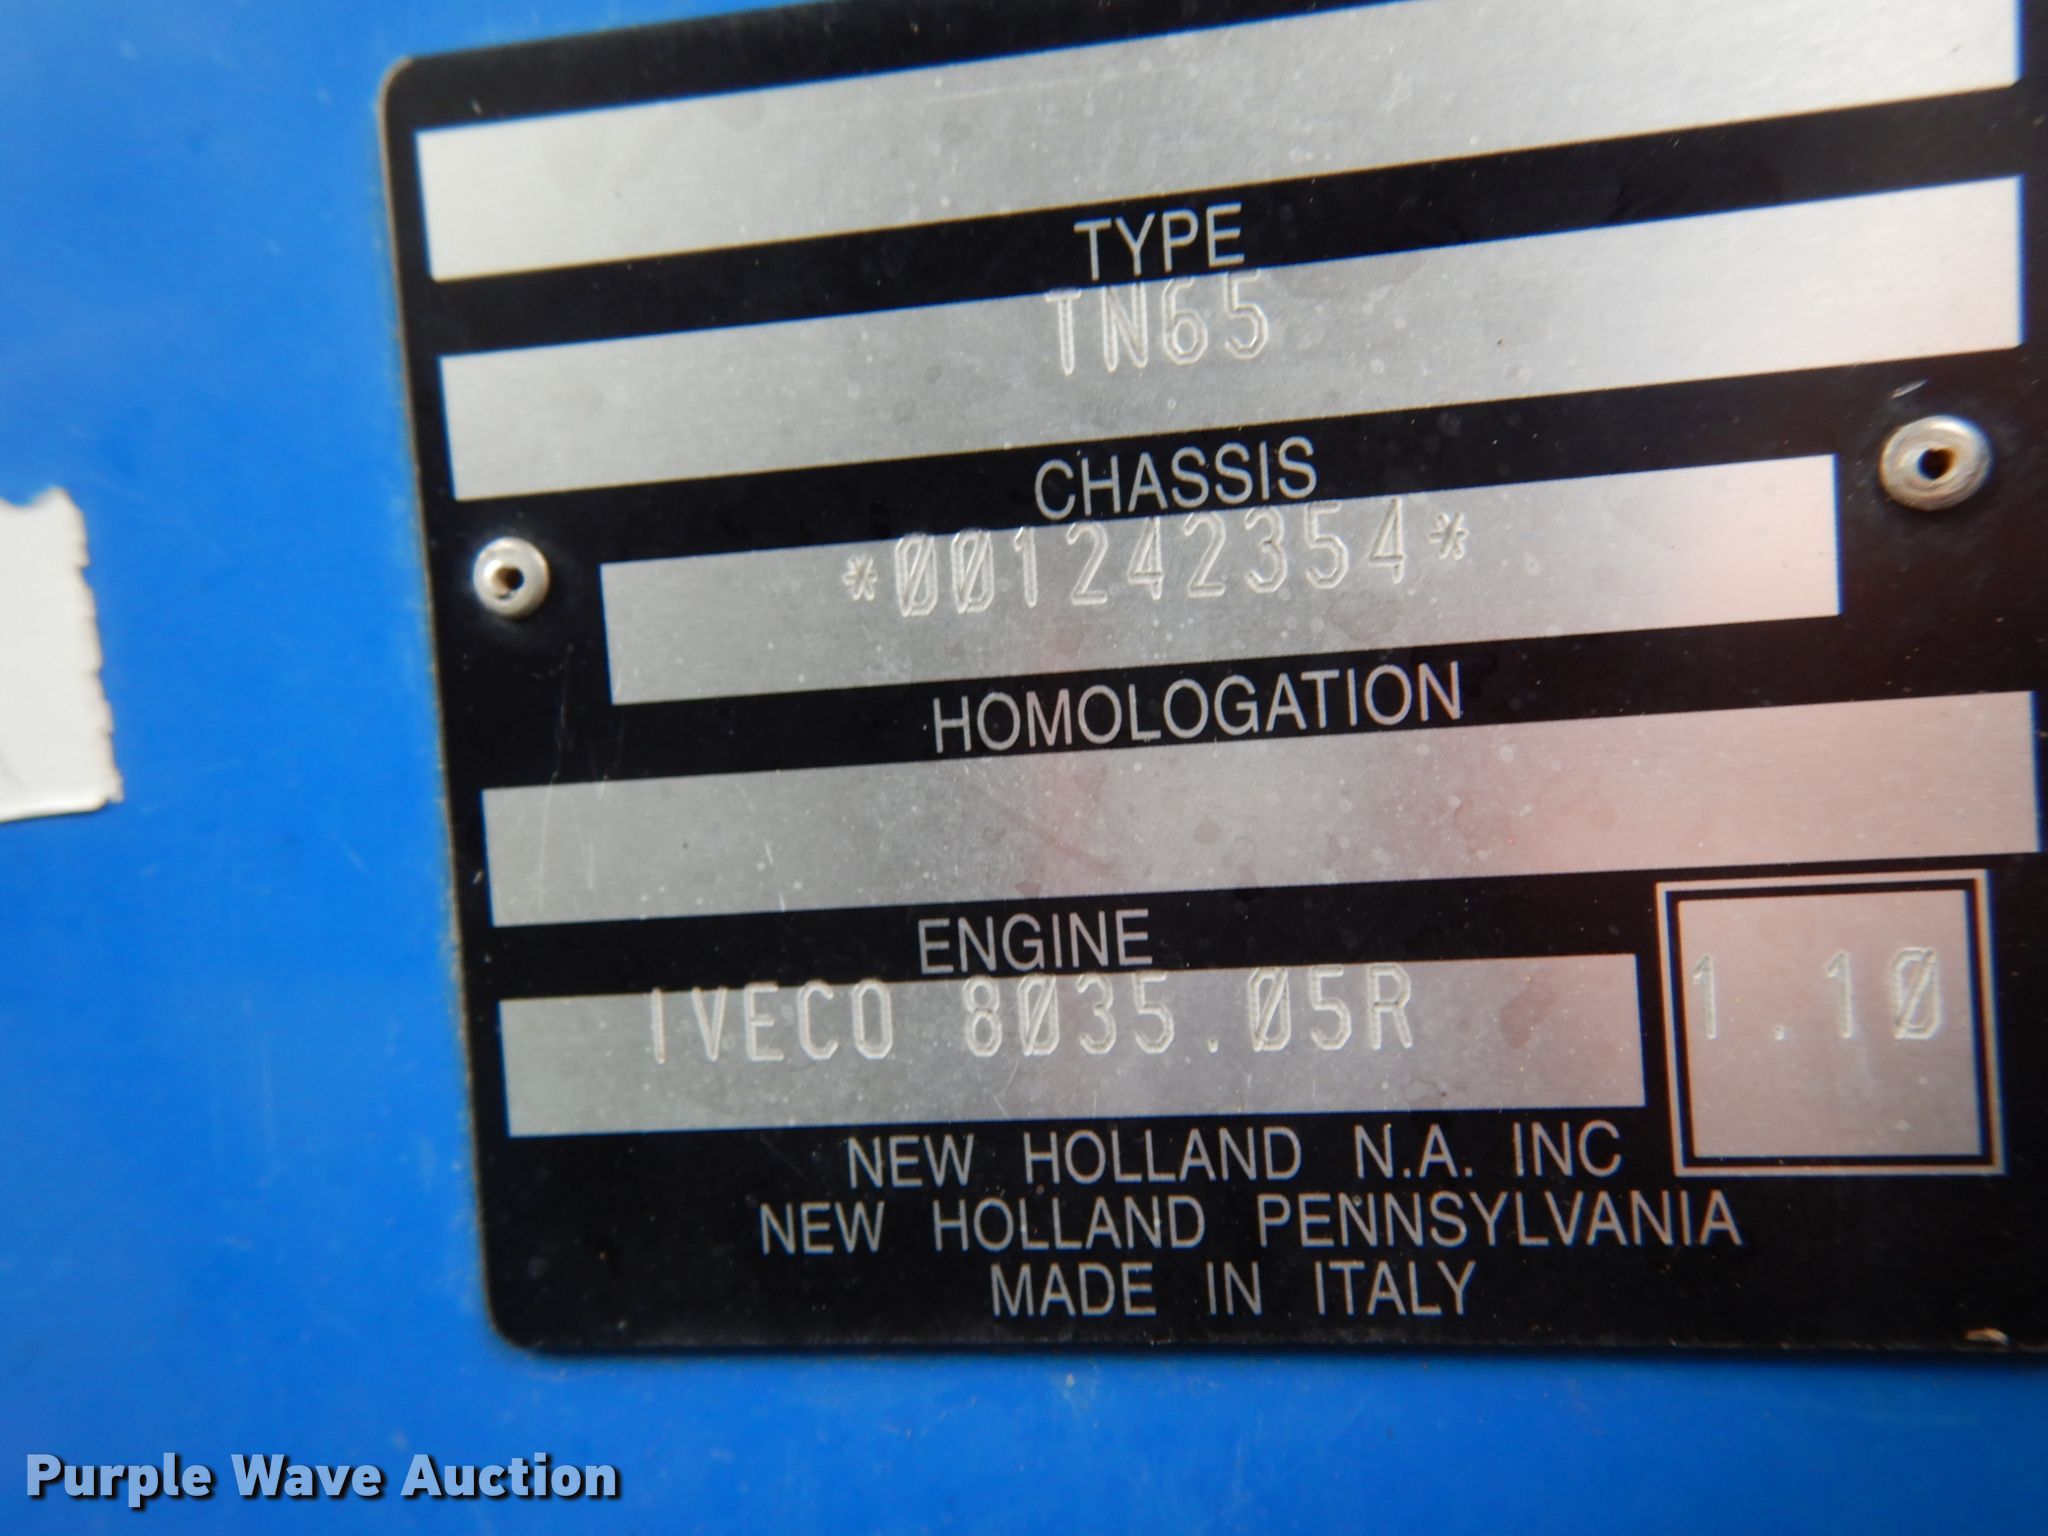 TYPE
TN65
CHASSIS
*001242354*
HOMOLOGATION
ENGINE
IVECO 8035.05R
1.10
NEW HOLLAND N.A. INC
NEW HOLLAND PENNSYLVANIA
MADE IN ITALY
Purple Wave Auction